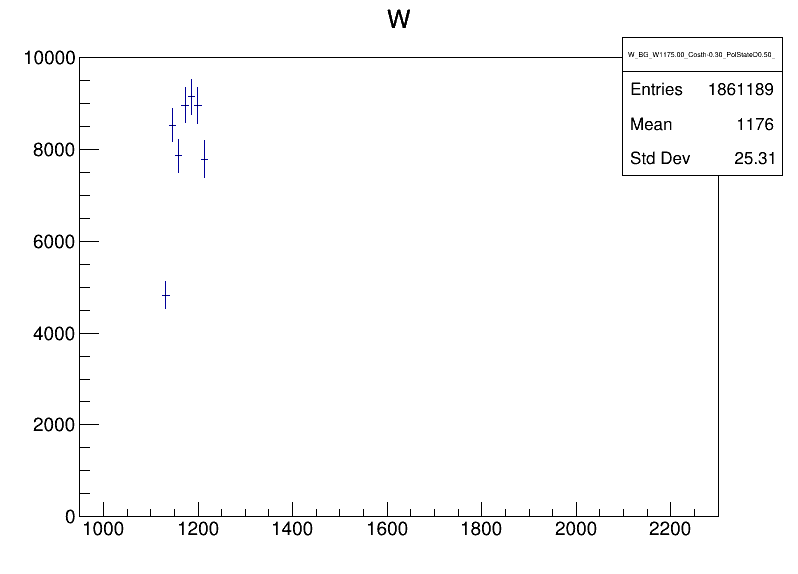 W
W_BG_W1175.00_Costh-0.30_PolStateD0.50_
Entries 1861189
Mean 1176
Std Dev 25.31
10000
8000
6000
4000
2000
0
1000 1200 1400 1600 1800 2000 2200